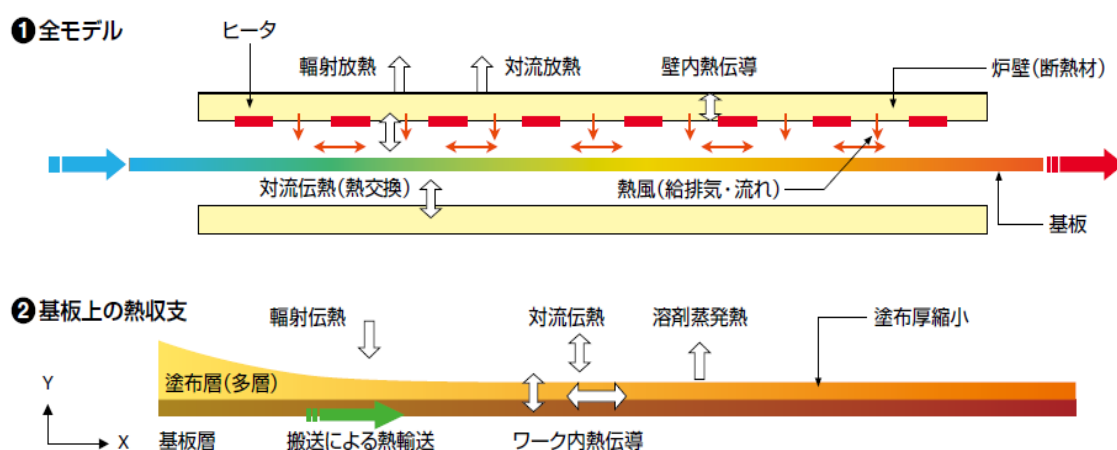 ❶全モデル
ヒータ
輻射放熱
対流放熱
壁内熱伝導
炉壁(断熱材)
対流伝熱(熱交換)
熱風(給排気・流れ)
基板
❷基板上の熱収支
輻射伝熱
対流伝熱
溶剤蒸発熱
塗布厚縮小
Y
塗布層(多層)
X
基板層
搬送による熱輸送
ワーク内熱伝導